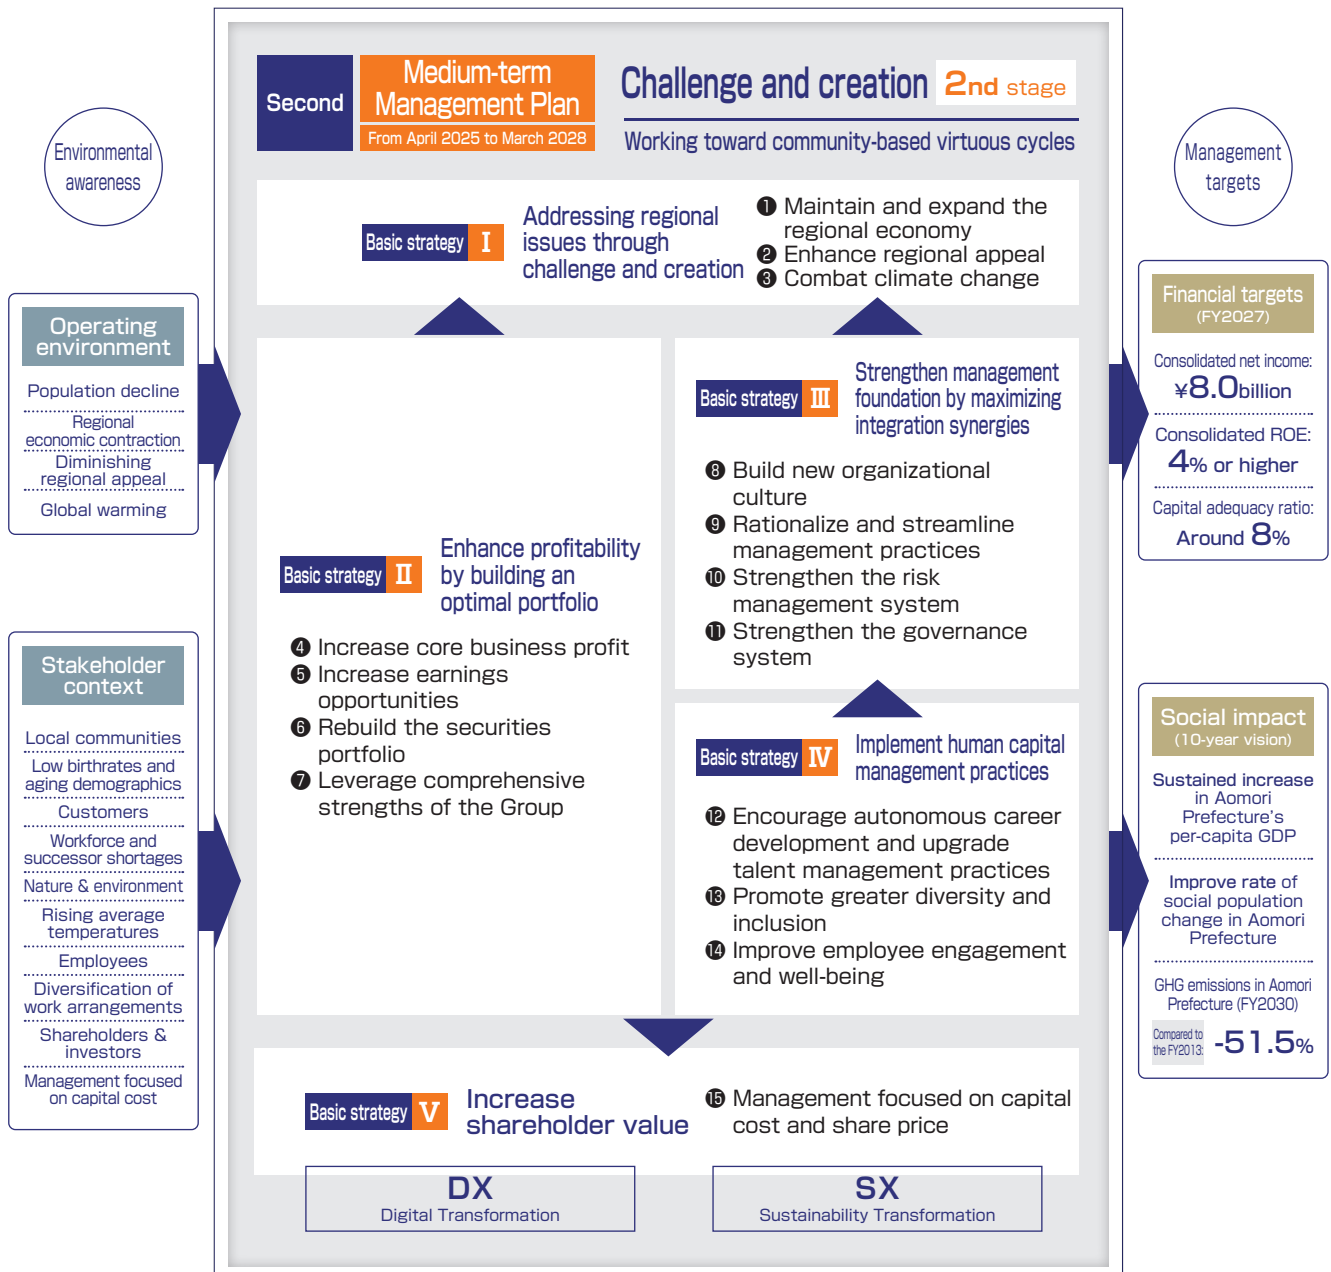 Second
Medium-term
Management Plan
From April 2025 to March 2028
Challenge and creation 2nd stage
Working toward community-based virtuous cycles
Environmental
awareness
Operating
environment
Population decline
Regional
economic contraction
Diminishing
regional appeal
Global warming
Stakeholder
context
Local communities
Low birthrates and
aging demographics
Customers
Workforce and
successor shortages
Nature & environment
Rising average
temperatures
Employees
Diversification of
work arrangements
Shareholders &
investors
Management focused
on capital cost
Basic strategy I
Addressing regional
issues through
challenge and creation
❶ Maintain and expand the
regional economy
❷ Enhance regional appeal
❸ Combat climate change
Basic strategy II
Enhance profitability
by building an
optimal portfolio
❹ Increase core business profit
❺ Increase earnings
opportunities
❻ Rebuild the securities
portfolio
❼ Leverage comprehensive
strengths of the Group
Basic strategy III
Strengthen management
foundation by maximizing
integration synergies
❽ Build new organizational
culture
❾ Rationalize and streamline
management practices
❿ Strengthen the risk
management system
⓫ Strengthen the governance
system
Basic strategy IV
Implement human capital
management practices
⓬ Encourage autonomous career
development and upgrade
talent management practices
⓭ Promote greater diversity and
inclusion
⓮ Improve employee engagement
and well-being
Basic strategy V
Increase
shareholder value
⓯ Management focused on capital
cost and share price
DX
Digital Transformation
SX
Sustainability Transformation
Management
targets
Financial targets
(FY2027)
Consolidated net income:
¥8.0billion
Consolidated ROE:
4% or higher
Capital adequacy ratio:
Around 8%
Social impact
(10-year vision)
Sustained increase
in Aomori
Prefecture's
per-capita GDP
Improve rate of
social population
change in Aomori
Prefecture
GHG emissions in Aomori
Prefecture (FY2030)
Compared to
the FY2013:
-51.5%